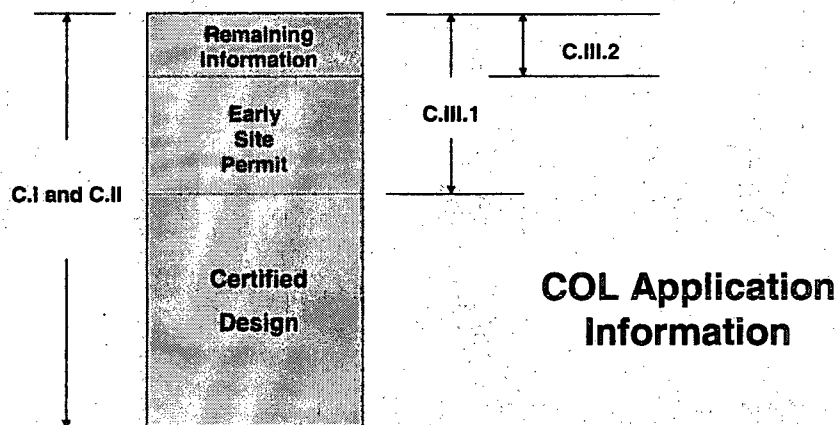 Remaining
Information
C.III.2
Early
Site
Permit
C.III.1
C.I and C.II
Certified
Design
COL Application
Information